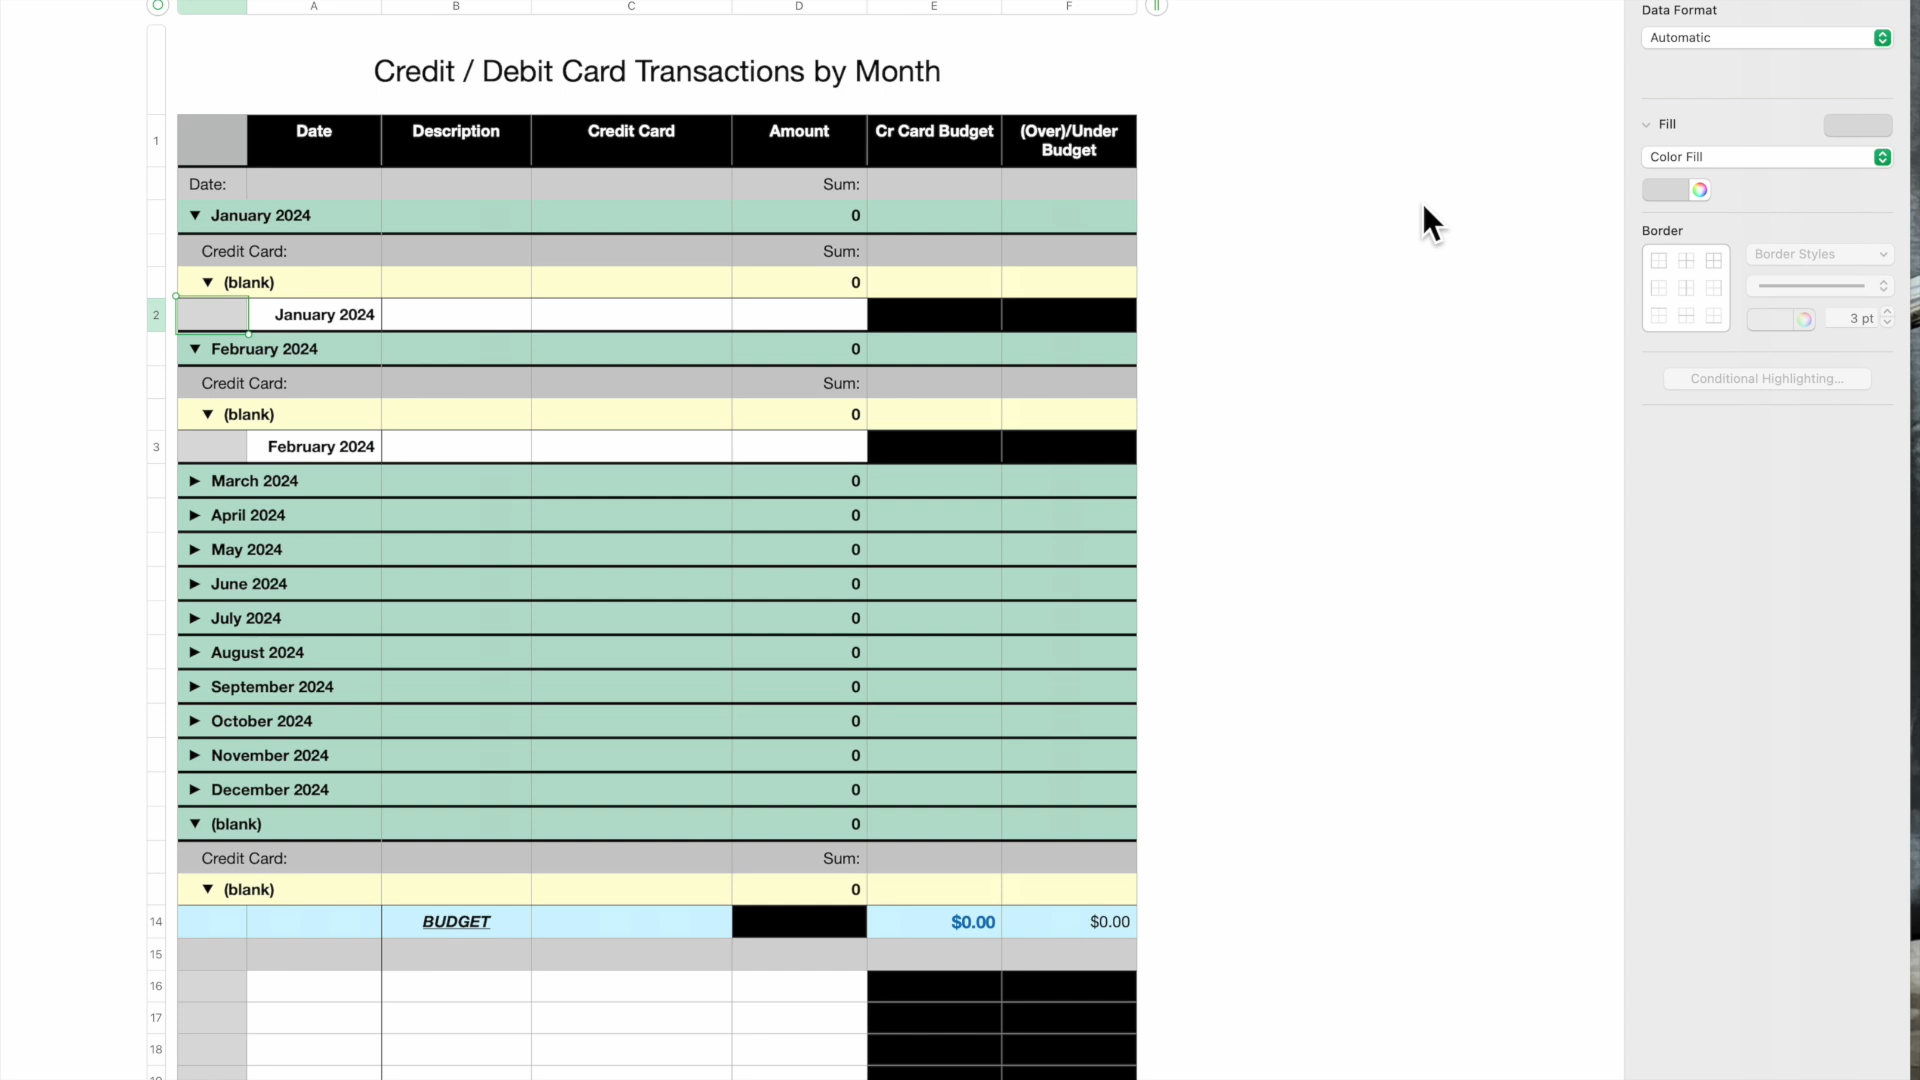 A B C D E F
Data Format
Automatic
Credit / Debit Card Transactions by Month
Fill
Color Fill
Border
Border Styles
3 pt
Conditional Highlighting...
1 Date Description Credit Card Amount Cr Card Budget (Over)/Under
Budget
Date: Sum:
▼ January 2024 0
Credit Card: Sum:
▼ (blank) 0
2 January 2024
▼ February 2024 0
Credit Card: Sum:
▼ (blank) 0
3 February 2024
▶ March 2024 0
▶ April 2024 0
▶ May 2024 0
▶ June 2024 0
▶ July 2024 0
▶ August 2024 0
▶ September 2024 0
▶ October 2024 0
▶ November 2024 0
▶ December 2024 0
▼ (blank) 0
Credit Card: Sum:
▼ (blank) 0
14 BUDGET $0.00 $0.00
15
16
17
18